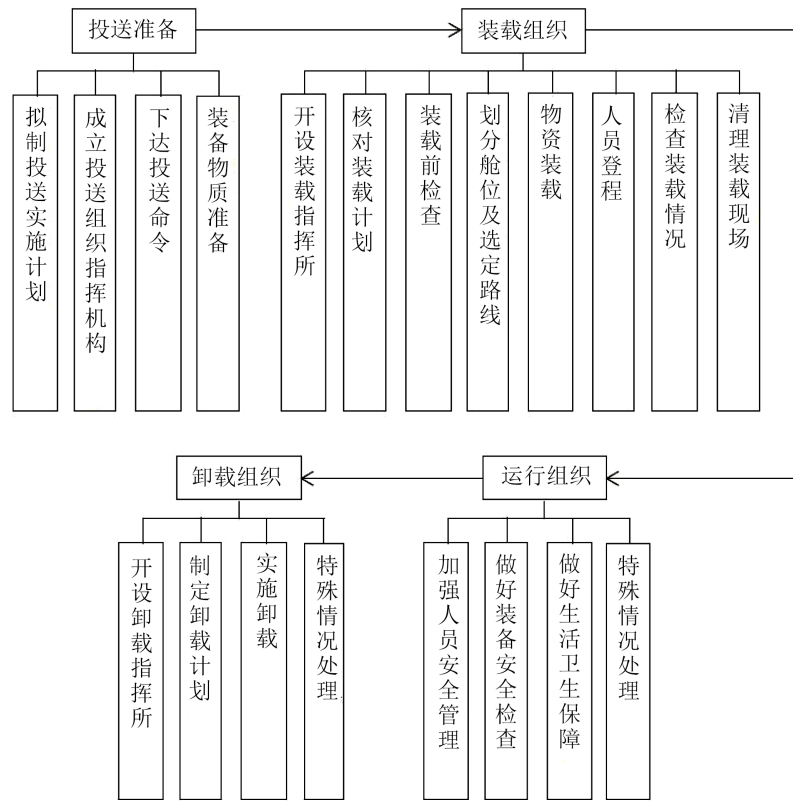 投送准备
装载组织
拟制投送实施计划
成立投送组织指挥机构
下达投送命令
装备物质准备
开设装载指挥所
核对装载计划
装载前检查
划分舱位及选定路线
物资装载
人员登程
检查装载情况
清理装载现场
卸载组织
运行组织
开设卸载指挥所
制定卸载计划
实施卸载
特殊情况处理
加强人员安全管理
做好装备安全检查
做好生活卫生保障
特殊情况处理